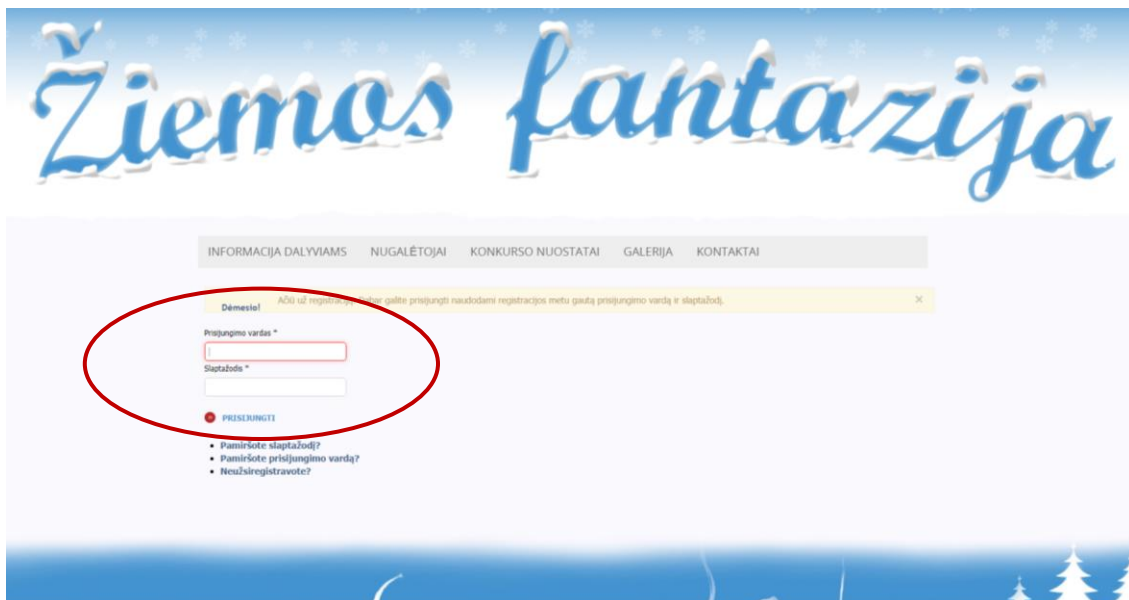 Žiemos fantazija
INFORMACIJA DALYVIAMS NUGALĖTOJAI KONKURSO NUOSTATAI GALERIJA KONTAKTAI
Dėmesio! AČiū už registraciją, dabar galite prisijungti naudodami registracijos metu gautą prisijungimo vardą ir slaptažodį. ×
Prisijungimo vardas *
Slaptažodis *
PRISIJUNGTI
• Pamiršote slaptažodį?
• Pamiršote prisijungimo vardą?
• Neužsiregistravote?